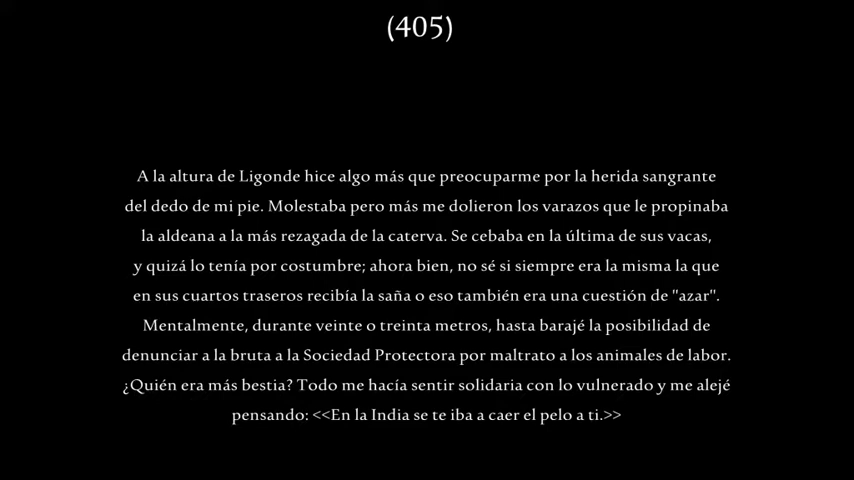 (405)
A la altura de Ligonde hice algo más que preocuparme por la herida sangrante
del dedo de mi pie. Molestaba pero más me dolieron los varazos que le propinaba
la aldeana a la más rezagada de la caterva. Se cebaba en la última de sus vacas,
y quizá lo tenía por costumbre; ahora bien, no sé si siempre era la misma la que
en sus cuartos traseros recibía la saña o eso también era una cuestión de "azar".
Mentalmente, durante veinte o treinta metros, hasta barajé la posibilidad de
denunciar a la bruta a la Sociedad Protectora por maltrato a los animales de labor.
¿Quién era más bestia? Todo me hacía sentir solidaria con lo vulnerado y me alejé
pensando: <<En la India se te iba a caer el pelo a ti.>>